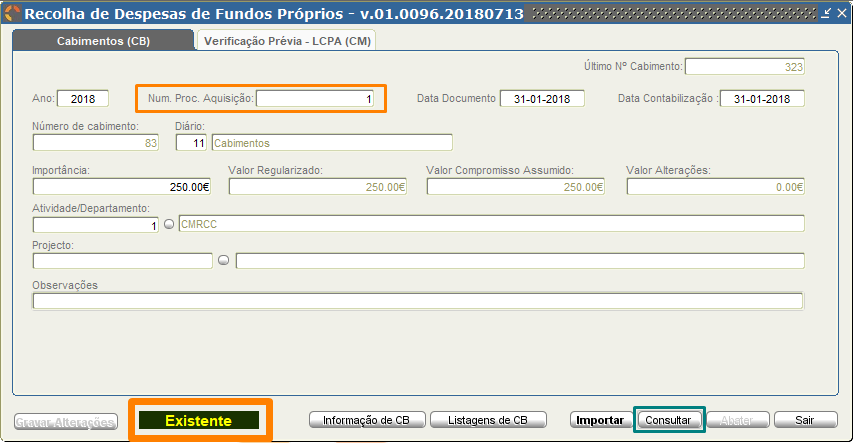 Recolha de Despesas de Fundos Próprios - v.01.0096.20180713
Cabimentos (CB) Verificação Prévia - LCPA (CM)
Último Nº Cabimento: 323
Ano: 2018 Num. Proc. Aquisição: 1 Data Documento 31-01-2018 Data Contabilização : 31-01-2018
Número de cabimento: Diário:
83 11 Cabimentos
Importância: Valor Regularizado: Valor Compromisso Assumido: Valor Alterações:
250.00€ 250.00€ 250.00€ 0.00€
Atividade/Departamento:
1 CMRCC
Projecto:
Observações
Gravar Alterações Existente Informação de CB Listagens de CB Importar Consultar Abater Sair